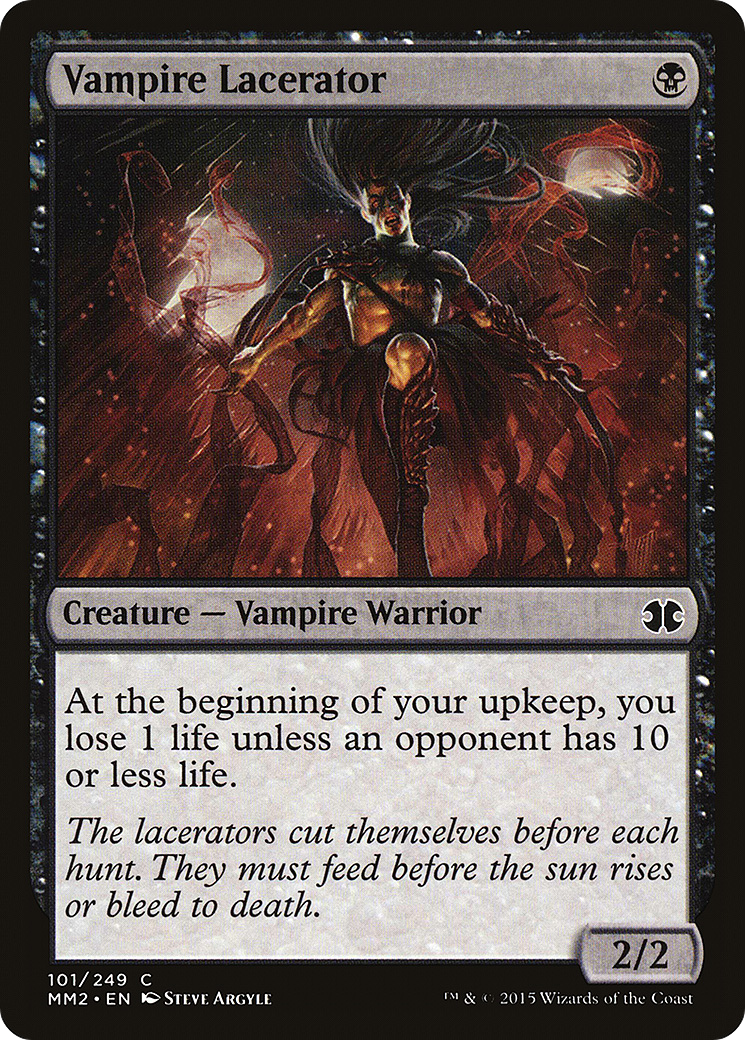 Vampire Lacerator
Creature — Vampire Warrior
At the beginning of your upkeep, you
lose 1 life unless an opponent has 10
or less life.
The lacerators cut themselves before each
hunt. They must feed before the sun rises
or bleed to death.
2/2
101/249 C
MM2 • EN Steve Argyle
™ & © 2015 Wizards of the Coast